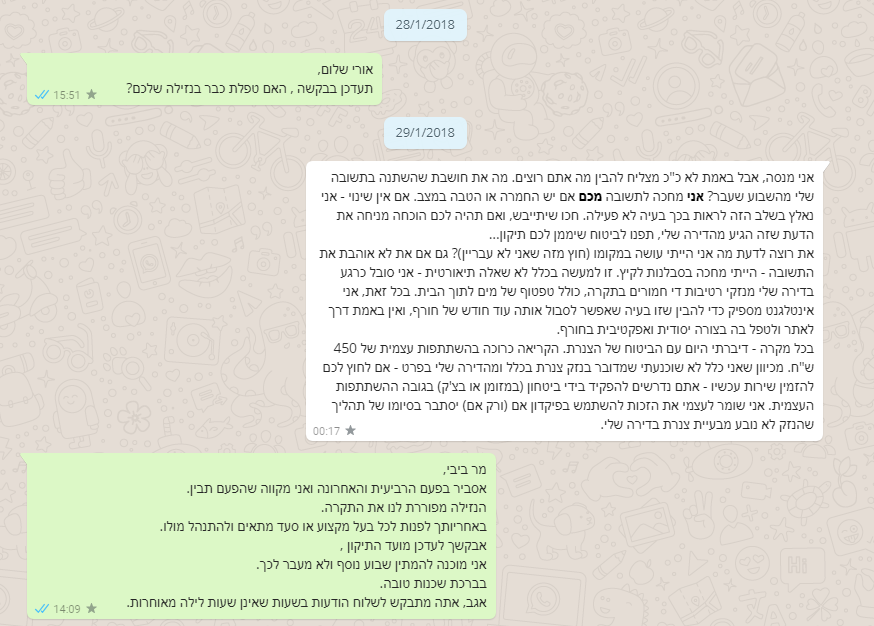 28/1/2018
אורי שלום,
תעדכן בבקשה , האם טפלת כבר בנזילה שלכם?
15:51
29/1/2018
אני מנסה, אבל באמת לא כ"כ מצליח להבין מה אתם רוצים. מה את חושבת שהשתנה בתשובה
שלי מהשבוע שעבר? אני מחכה לתשובה מכם אם יש החמרה או הטבה במצב. אם אין שינוי - אני
נאלץ בשלב הזה לראות בכך בעיה לא פעילה. חכו שיתייבש, ואם תהיה לכם הוכחה מניחה את
הדעת שזה הגיע מהדירה שלי, תפנו לביטוח שיממן לכם תיקון...
את רוצה לדעת מה אני הייתי עושה במקומו (חוץ מזה שאני לא עבריין)? גם אם את לא אוהבת את
התשובה - הייתי מחכה בסבלנות לקיץ. זו למעשה בכלל לא שאלה תיאורטית - אני סובל כרגע
בדירה שלי מנזקי רטיבות די חמורים בתקרה, כולל טפטוף של מים לתוך הבית. בכל זאת, אני
אינטלגנט מספיק כדי להבין שזו בעיה שאפשר לסבול אותה עוד חודש של חורף, ואין באמת דרך
לאתר ולטפל בה בצורה יסודית ואפקטיבית בחורף.
בכל מקרה - דיברתי היום עם הביטוח של הצנרת. הקריאה כרוכה בהשתתפות עצמית של 450
ש"ח. מכיוון שאני כלל לא שוכנעתי שמדובר בנזק צנרת בכלל ומהדירה שלי בפרט - אם לחוץ לכם
להזמין שירות עכשיו - אתם נדרשים להפקיד בידי ביטחון (במזומן או בצ'ק) בגובה ההשתתפות
העצמית. אני שומר לעצמי את הזכות להשתמש בפיקדון אם (ורק אם) יסתבר בסיומו של תהליך
שהנזק לא נובע מבעיית צנרת בדירה שלי.
00:17
מר ביבי,
אסביר בפעם הרביעית והאחרונה ואני מקווה שהפעם תבין.
הנזילה מפוררת לנו את התקרה.
באחריותך לפנות לכל בעל מקצוע או סעד מתאים ולהתנהל מולו.
אבקשך לעדכן מועד התיקון ,
אני מוכנה להמתין שבוע נוסף ולא מעבר לכך.
בברכת שכנות טובה.
אגב, אתה מתבקש לשלוח הודעות בשעות שאינן שעות לילה מאוחרות.
14:09